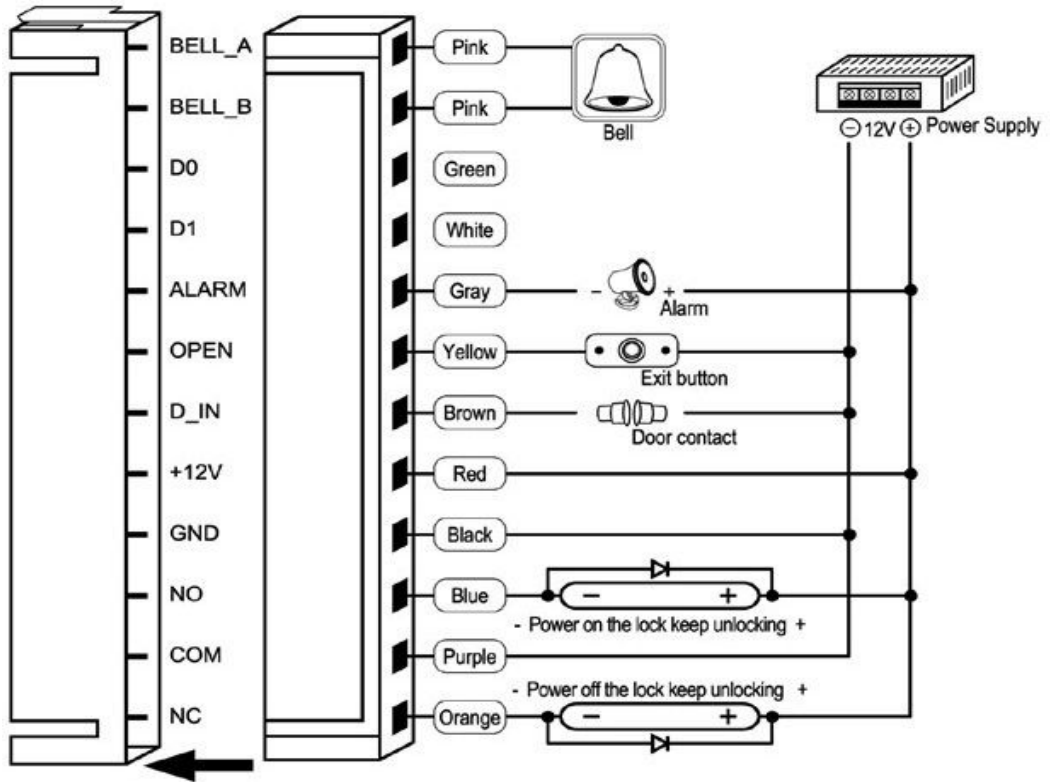 BELL_A
Pink
BELL_B
Pink
Bell
⊖ 12V ⊕ Power Supply
D0
Green
D1
White
ALARM
Gray
- +
Alarm
OPEN
Yellow
Exit button
D_IN
Brown
Door contact
+12V
Red
GND
Black
NO
Blue
- +
- Power on the lock keep unlocking +
COM
Purple
- Power off the lock keep unlocking +
NC
Orange
- +